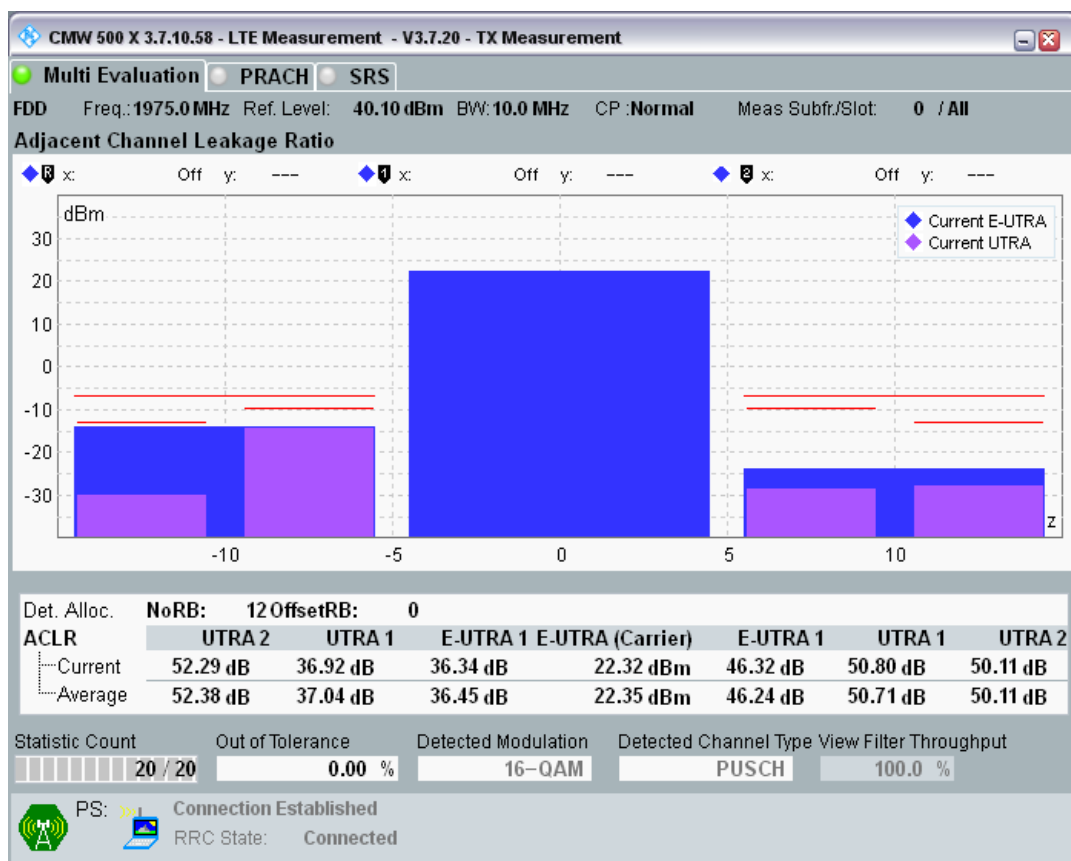 CMW 500 X 3.7.10.58 - LTE Measurement - V3.7.20 - TX Measurement
Multi Evaluation PRACH SRS
FDD Freq.: 1975.0 MHz Ref. Level: 40.10 dBm BW: 10.0 MHz CP : Normal Meas Subfr./Slot: 0 / All
Adjacent Channel Leakage Ratio
R x: Off y: --- 1 x: Off y: --- 2 x: Off y: ---
dBm
Current E-UTRA
Current UTRA
30
20
10
0
-10
-20
-30
z
-10 -5 0 5 10
Det. Alloc. NoRB: 12 OffsetRB: 0
ACLR UTRA 2 UTRA 1 E-UTRA 1 E-UTRA (Carrier) E-UTRA 1 UTRA 1 UTRA 2
Current 52.29 dB 36.92 dB 36.34 dB 22.32 dBm 46.32 dB 50.80 dB 50.11 dB
Average 52.38 dB 37.04 dB 36.45 dB 22.35 dBm 46.24 dB 50.71 dB 50.11 dB
Statistic Count Out of Tolerance Detected Modulation Detected Channel Type View Filter Throughput
20 / 20 0.00 % 16-QAM PUSCH 100.0 %
PS: Connection Established
RRC State: Connected